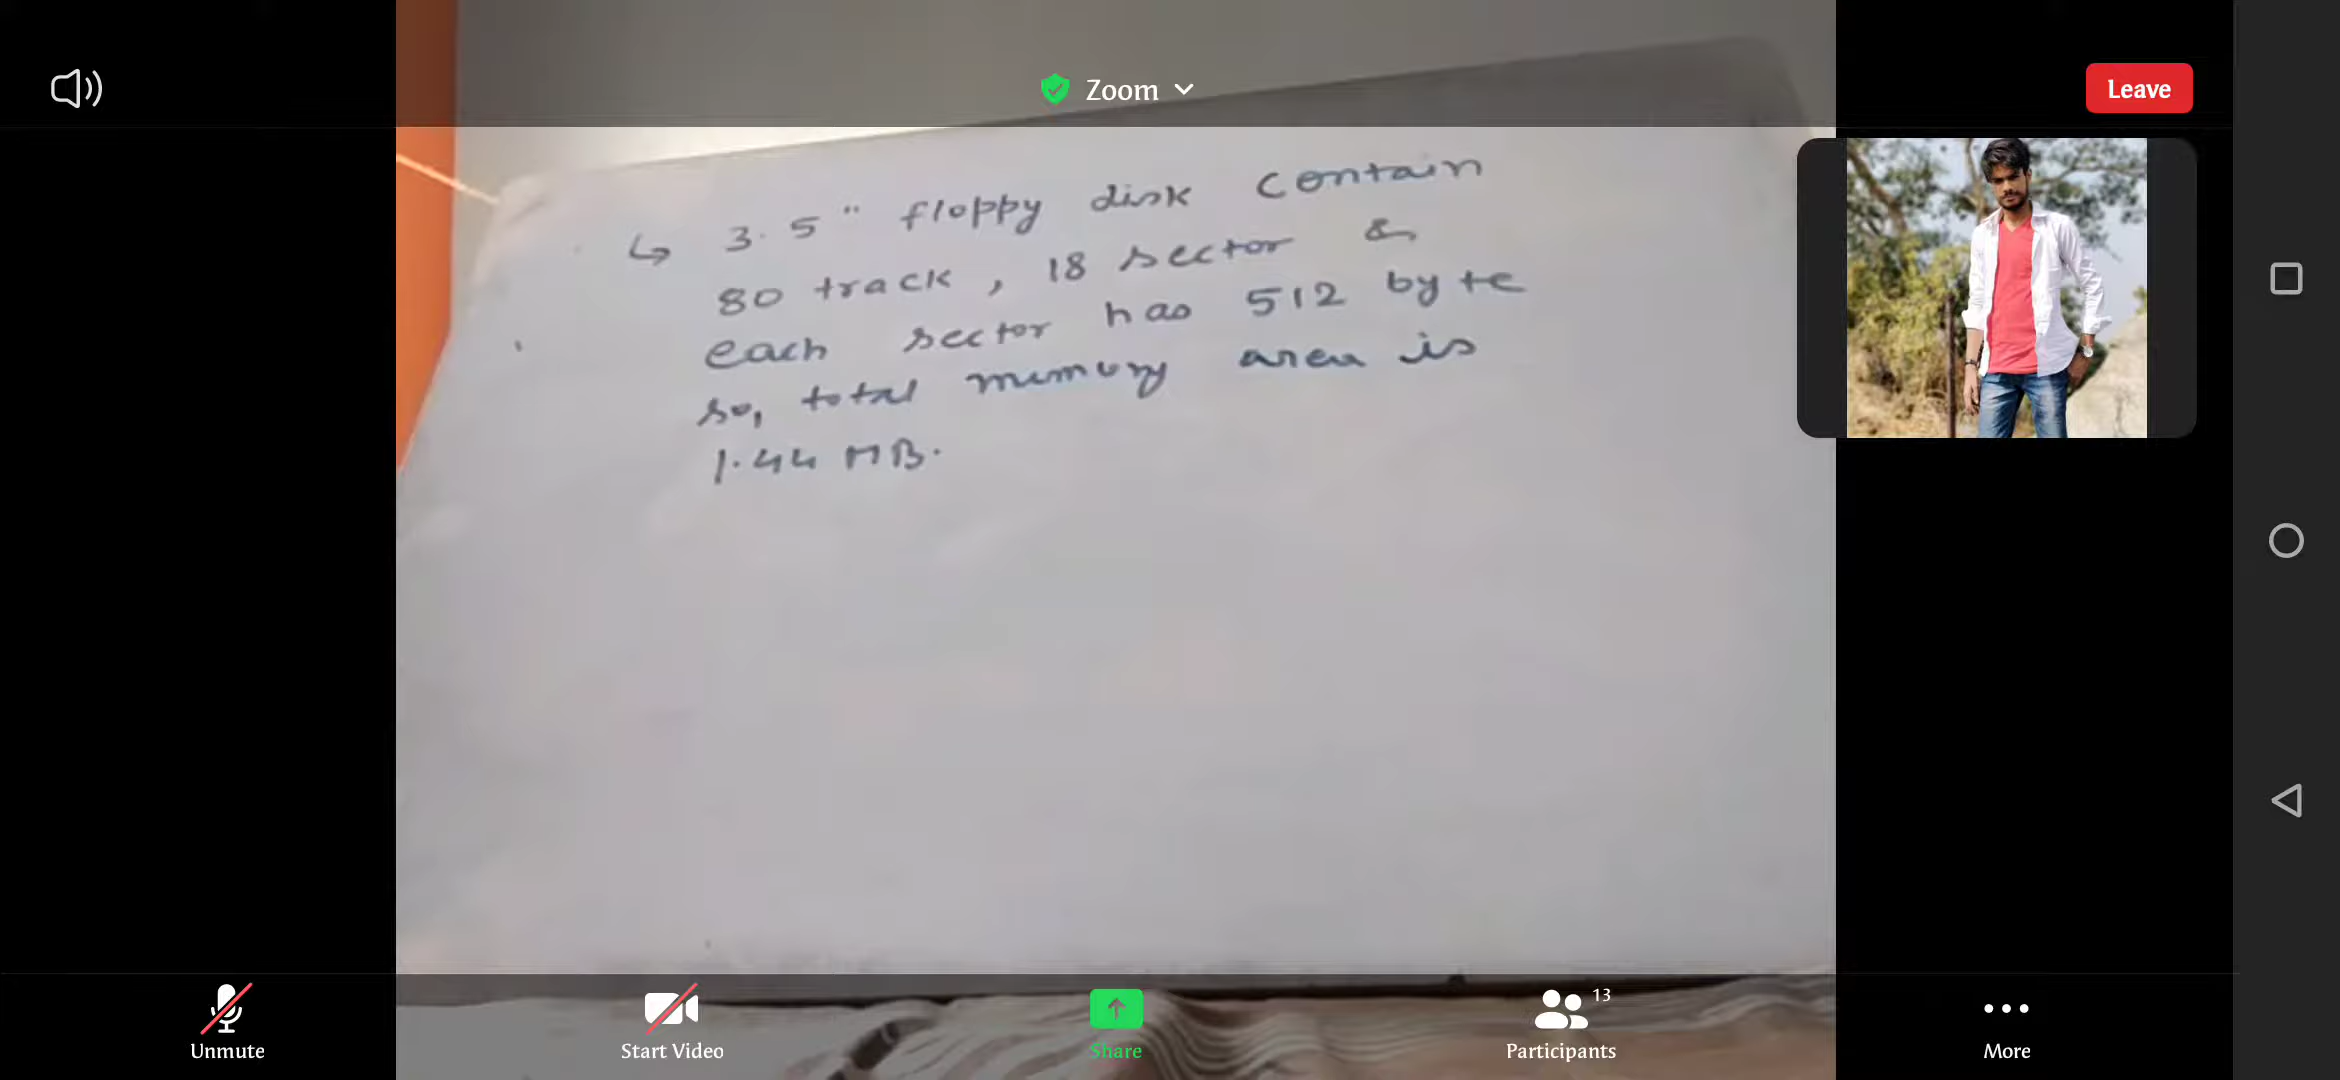 Zoom
Leave
↳ 3.5" floppy disk contain
80 track, 18 sector &
each sector has 512 byte
so, total memory area is
1.44 MB.
Unmute
Start Video
Share
Participants
13
More